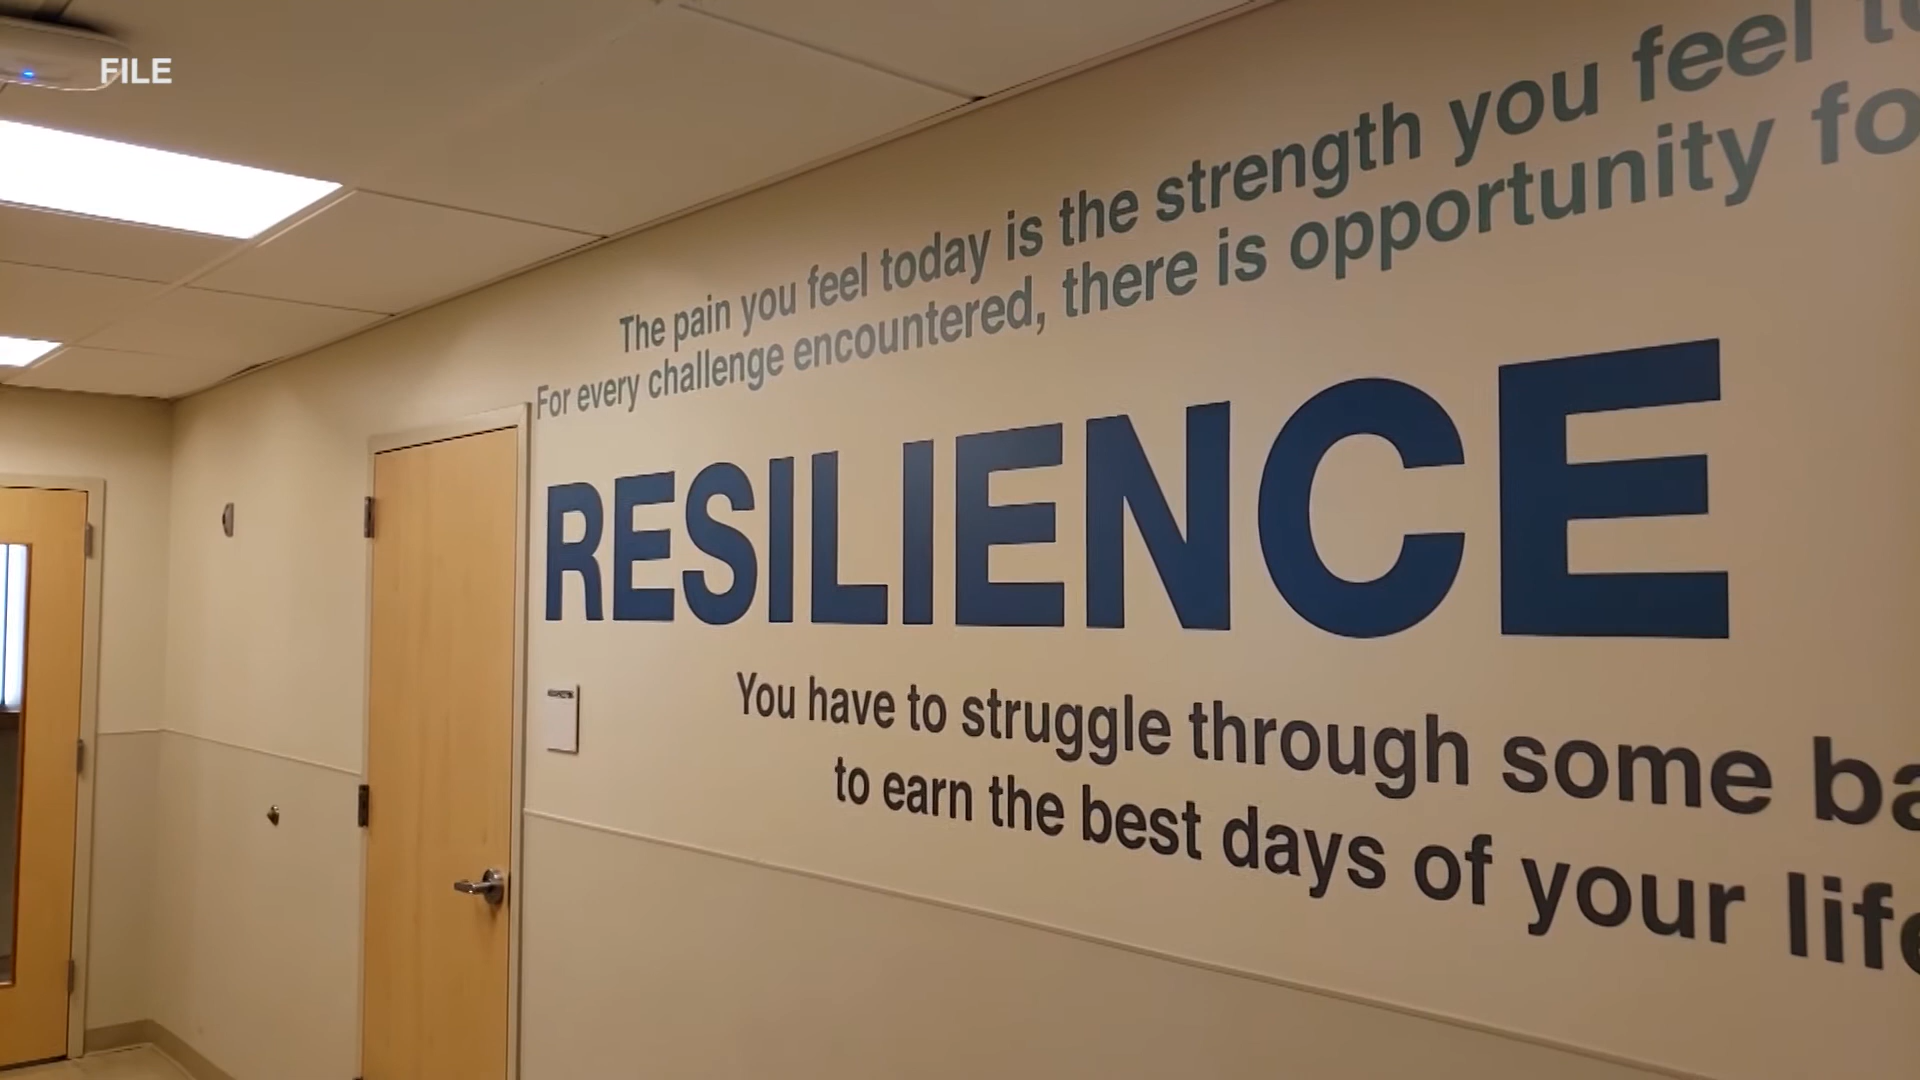 FILE
The pain you feel today is the strength you feel
For every challenge encountered, there is opportunity
RESILIENCE
You have to struggle through some
to earn the best days of your